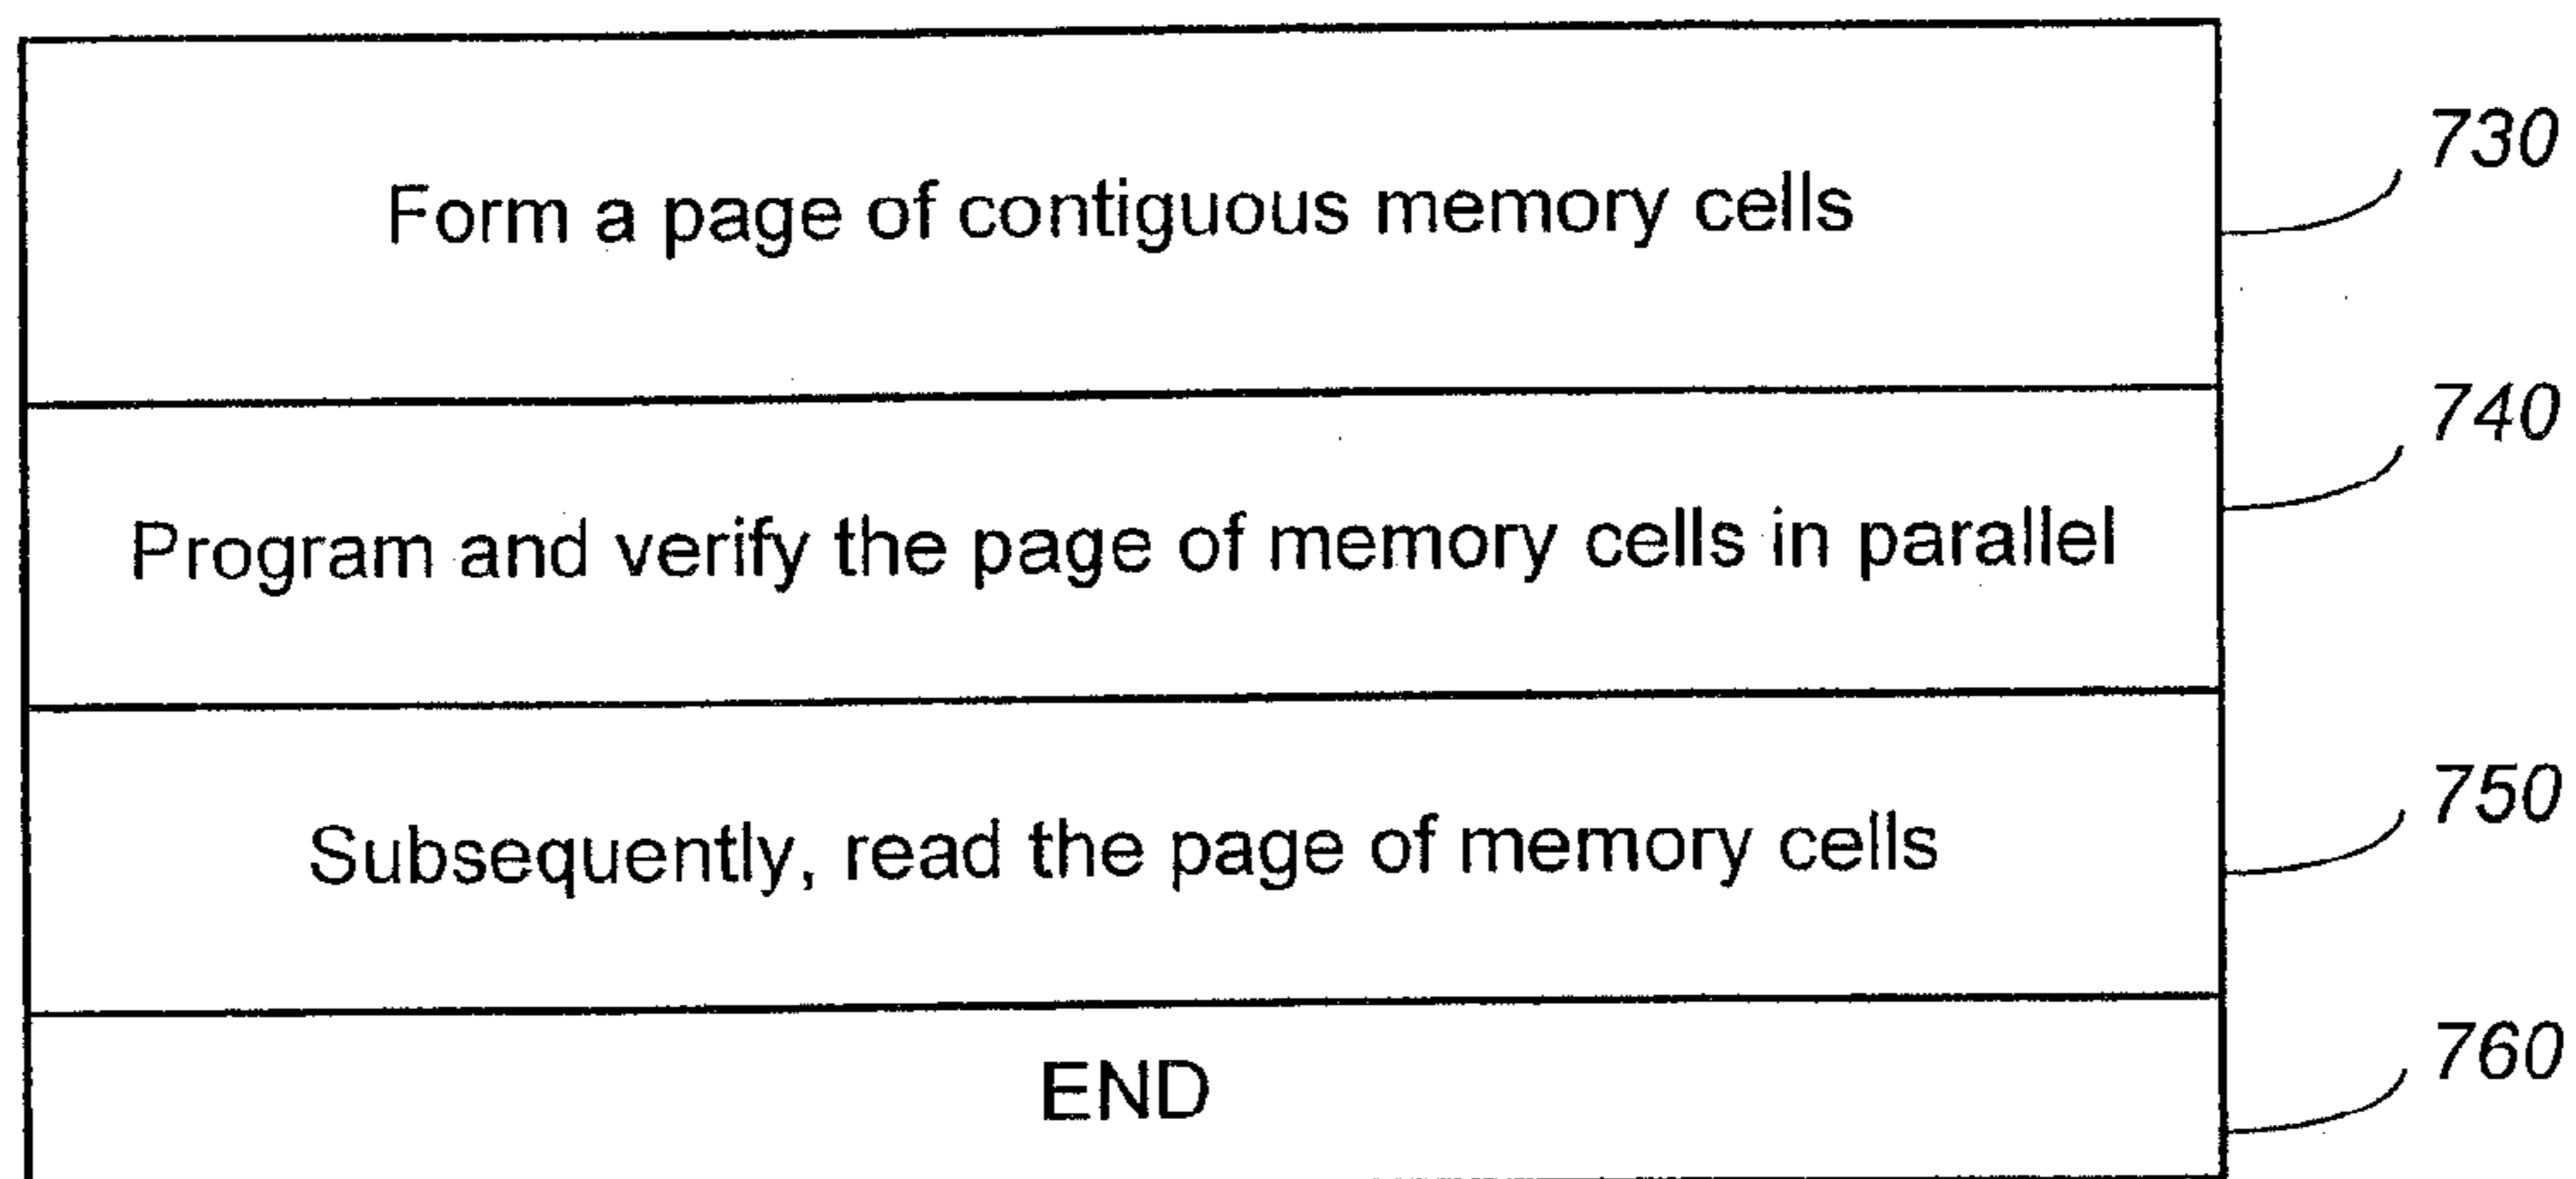 Form a page of contiguous memory cells
730
Program and verify the page of memory cells in parallel
740
Subsequently, read the page of memory cells
750
END
760